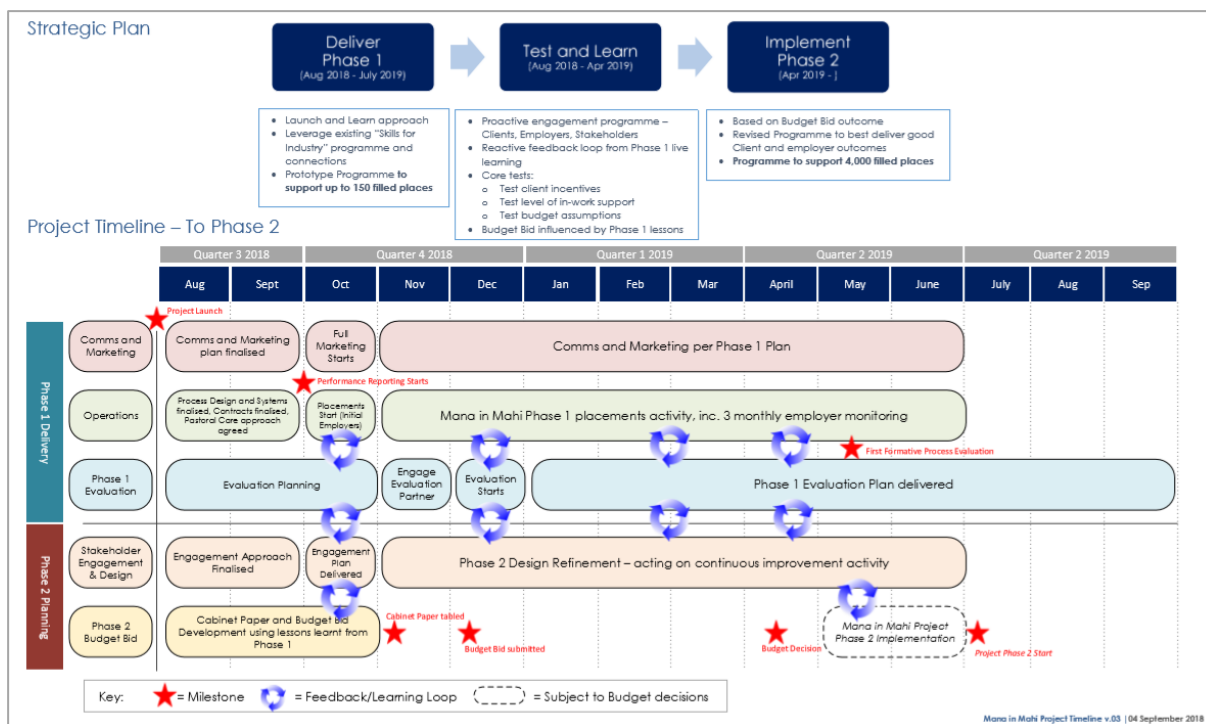 Strategic Plan
Deliver
Phase 1
(Aug 2018 - July 2019)
Test and Learn
(Aug 2018 - Apr 2019)
Implement
Phase 2
(Apr 2019 - )
• Launch and Learn approach
• Leverage existing "Skills for
Industry" programme and
connections
• Prototype Programme to
support up to 150 filled places
• Proactive engagement programme –
Clients, Employers, Stakeholders
• Reactive feedback loop from Phase 1 live
learning
• Core tests:
o Test client incentives
o Test level of in-work support
o Test budget assumptions
• Budget Bid influenced by Phase 1 lessons
• Based on Budget Bid outcome
• Revised Programme to best deliver good
Client and employer outcomes
• Programme to support 4,000 filled places
Project Timeline – To Phase 2
Quarter 3 2018
Quarter 4 2018
Quarter 1 2019
Quarter 2 2019
Quarter 2 2019
Aug
Sept
Oct
Nov
Dec
Jan
Feb
Mar
April
May
June
July
Aug
Sep
Project Launch
Phase 1 Delivery
Comms and
Marketing
Comms and Marketing
plan finalised
Full
Marketing
Starts
Comms and Marketing per Phase 1 Plan
Performance Reporting Starts
Operations
Process Design and Systems
finalised, Contracts finalised,
Pastoral Care approach
agreed
Placements
Start (Initial
Employers)
Mana in Mahi Phase 1 placements activity, inc. 3 monthly employer monitoring
First Formative Process Evaluation
Phase 1
Evaluation
Evaluation Planning
Engage
Evaluation
Partner
Evaluation
Starts
Phase 1 Evaluation Plan delivered
Phase 2 Planning
Stakeholder
Engagement
& Design
Engagement Approach
Finalised
Engagement
Plan
Delivered
Phase 2 Design Refinement – acting on continuous improvement activity
Phase 2
Budget Bid
Cabinet Paper and Budget Bid
Development using lessons learnt from
Phase 1
Cabinet Paper tabled
Budget Bid submitted
Budget Decision
Mana in Mahi Project
Phase 2 Implementation
Project Phase 2 Start
Key:
= Milestone
= Feedback/Learning Loop
= Subject to Budget decisions
Mana in Mahi Project Timeline v.03 | 04 September 2018